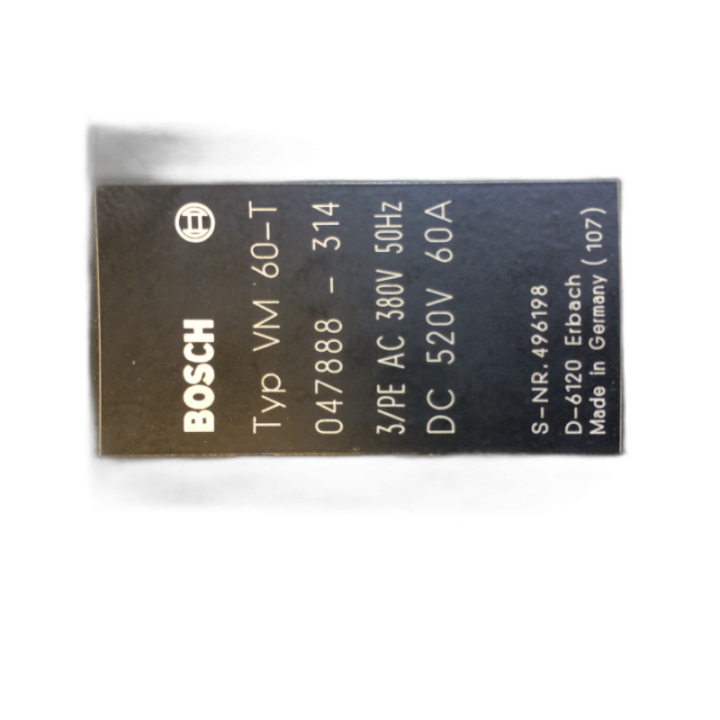 BOSCH
Typ VM 60-T
047888 - 314
3/PE AC 380V 50Hz
DC 520V 60A
S-NR. 496198
D-6120 Erbach
Made in Germany (107)